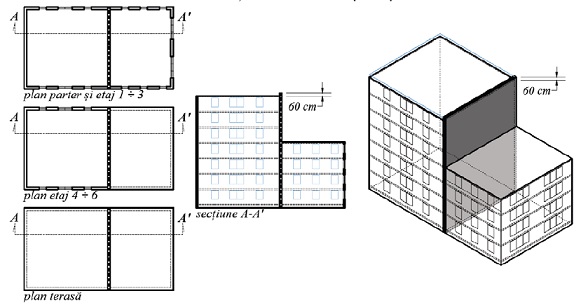 A A'
plan parter și etaj 1 ÷ 3
A A'
plan etaj 4 ÷ 6
A A'
plan terasă
60 cm
secțiune A-A'
60 cm